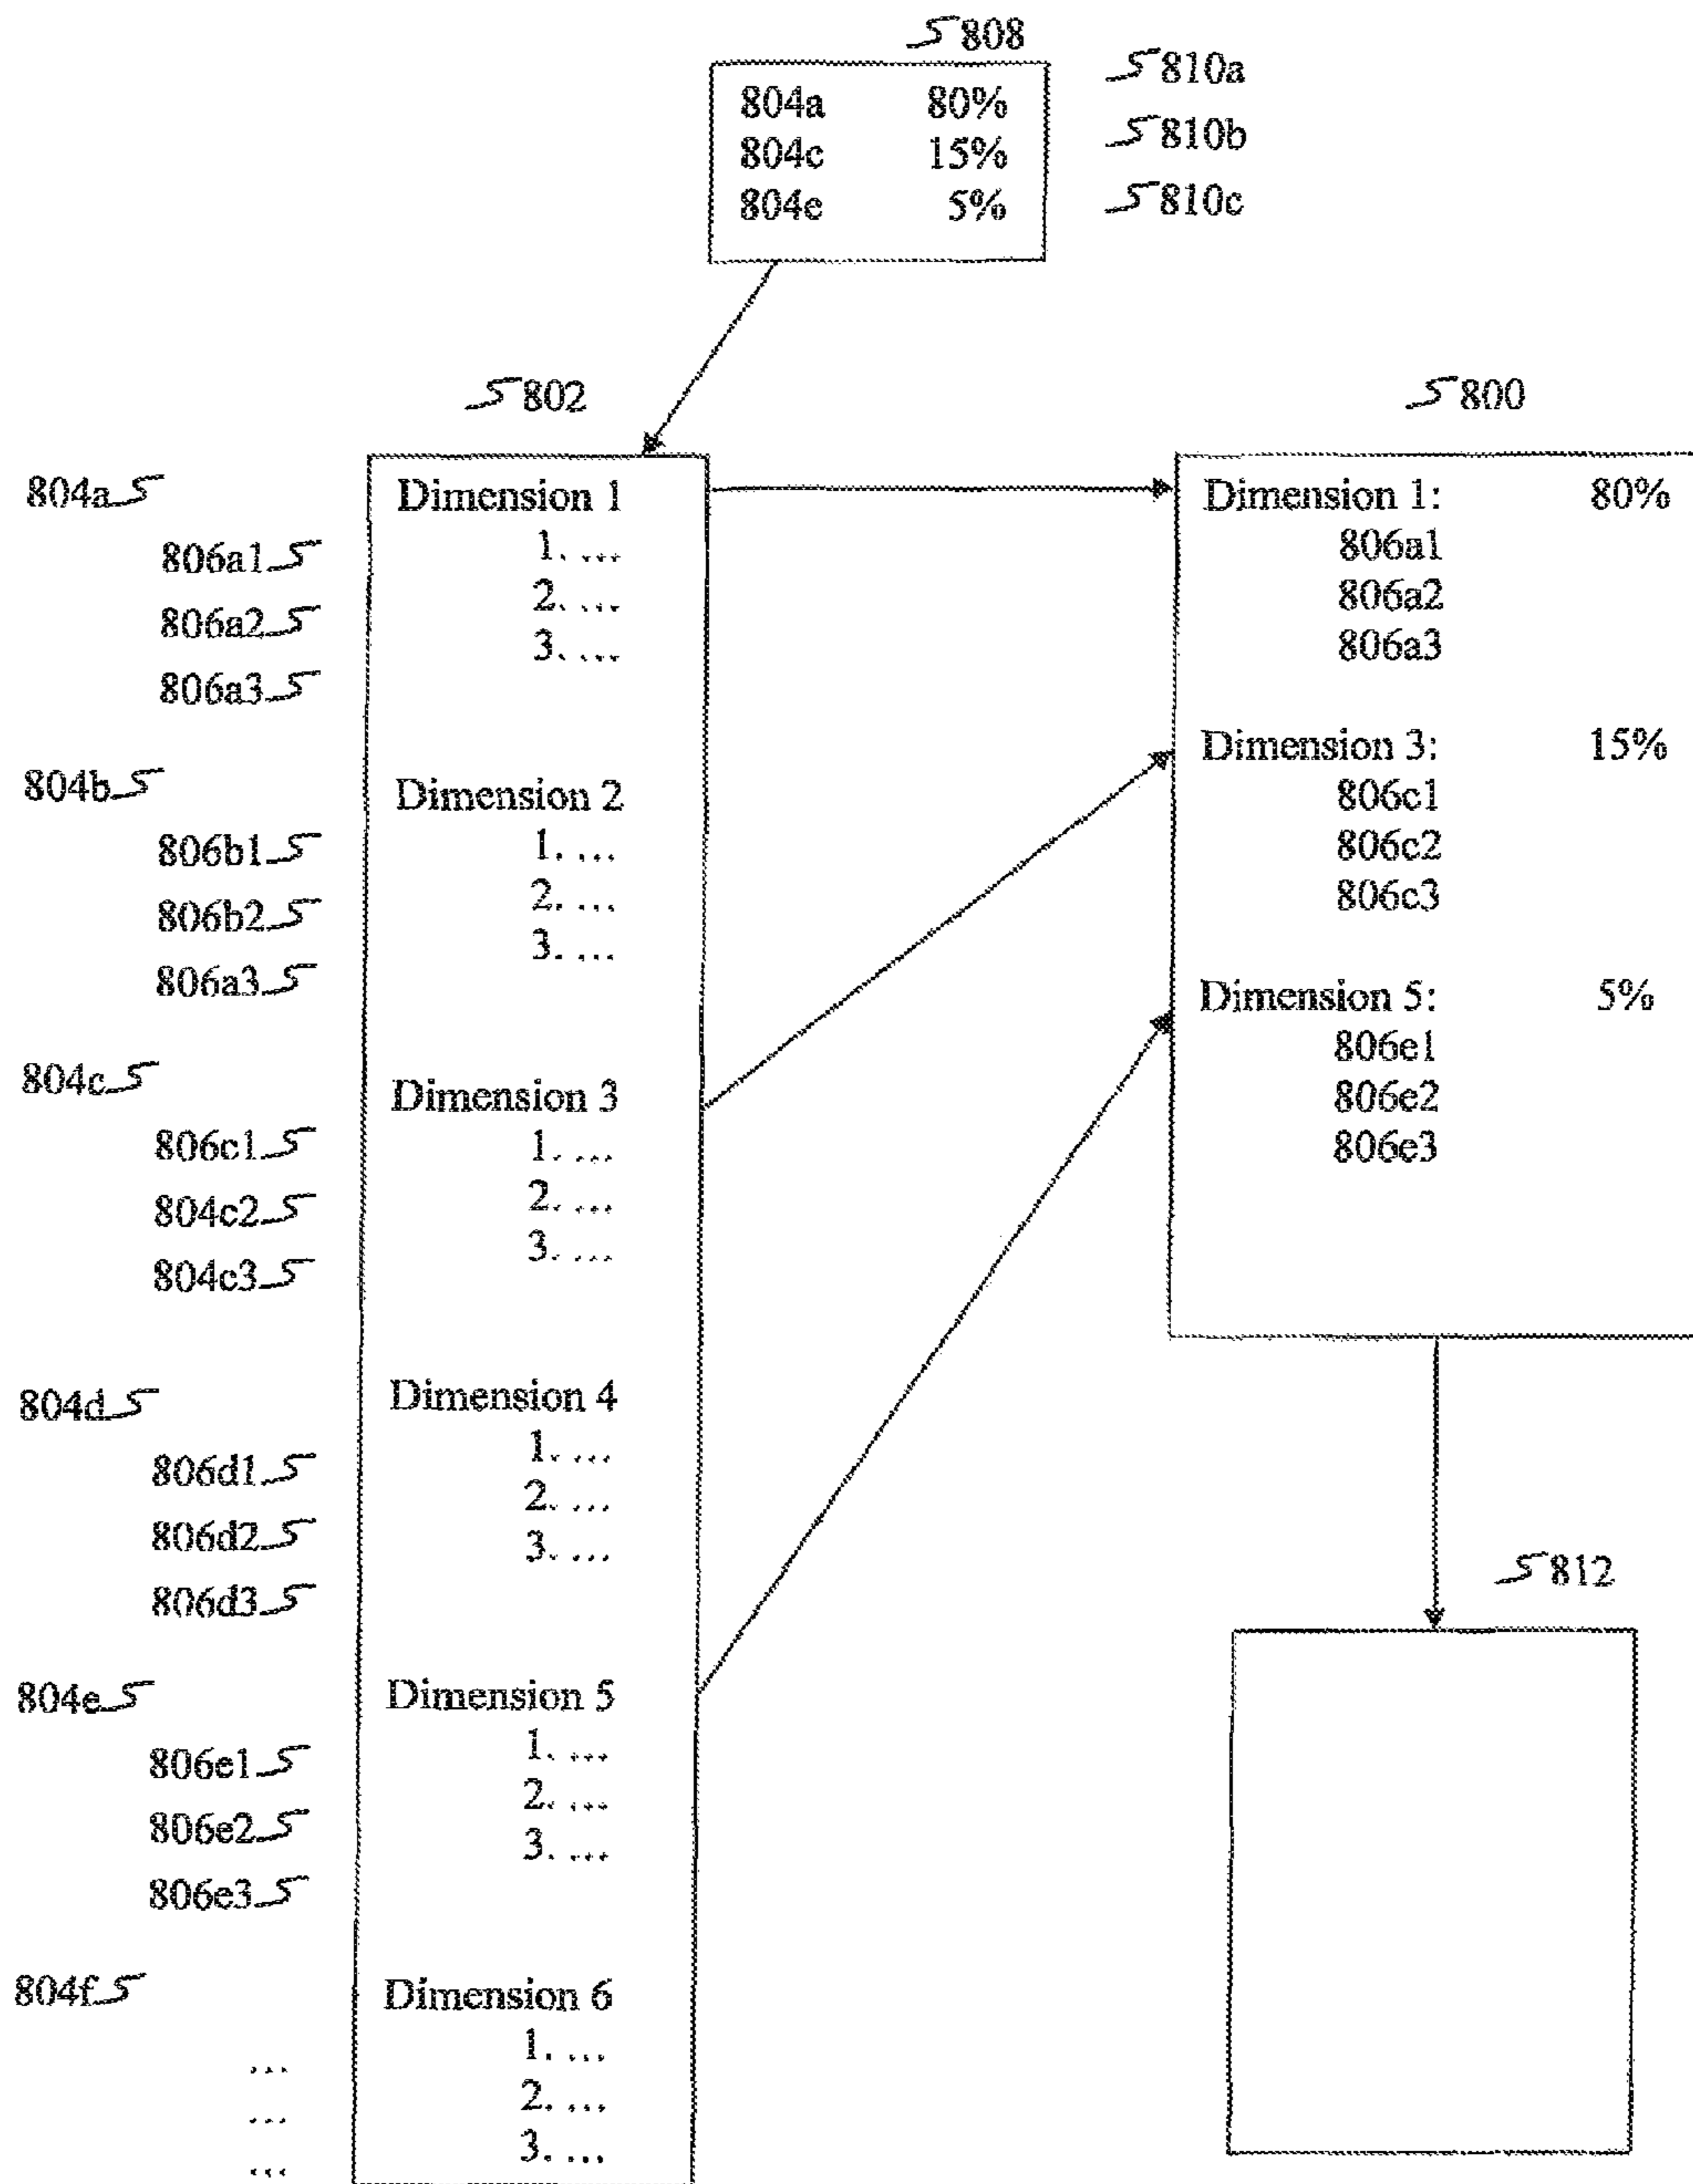 808
804a 80% 810a
804c 15% 810b
804e 5% 810c
802
804a Dimension 1
806a1 1. ...
806a2 2. ...
806a3 3. ...
804b Dimension 2
806b1 1. ...
806b2 2. ...
806a3 3. ...
804c Dimension 3
806c1 1. ...
804c2 2. ...
804c3 3. ...
804d Dimension 4
806d1 1. ...
806d2 2. ...
806d3 3. ...
804e Dimension 5
806e1 1. ...
806e2 2. ...
806e3 3. ...
804f Dimension 6
... 1. ...
... 2. ...
... 3. ...
800
Dimension 1: 80%
806a1
806a2
806a3
Dimension 3: 15%
806c1
806c2
806c3
Dimension 5: 5%
806e1
806e2
806e3
812